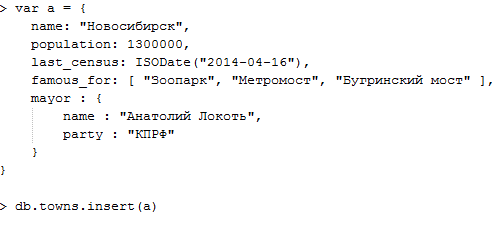 > var a = {
name: "Новосибирск",
population: 1300000,
last_census: ISODate("2014-04-16"),
famous_for: [ "Зоопарк", "Метромост", "Бугринский мост" ],
mayor : {
name : "Анатолий Локоть",
party : "КПРФ"
}
}
> db.towns.insert(a)